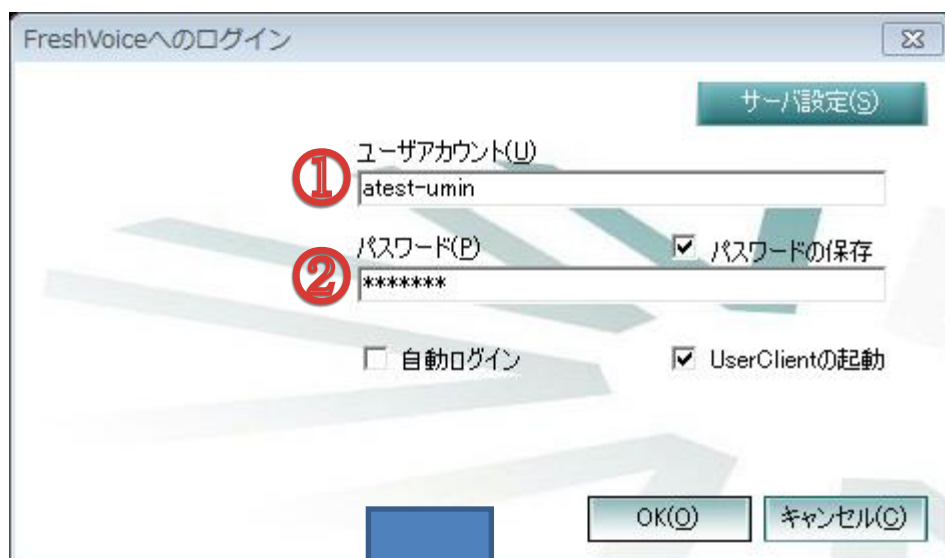 FreshVoiceへのログイン
サーバ設定(S)
ユーザアカウント(U)
① atest-umin
パスワード(P) パスワードの保存
② *******
自動ログイン UserClientの起動
OK(O) キャンセル(C)